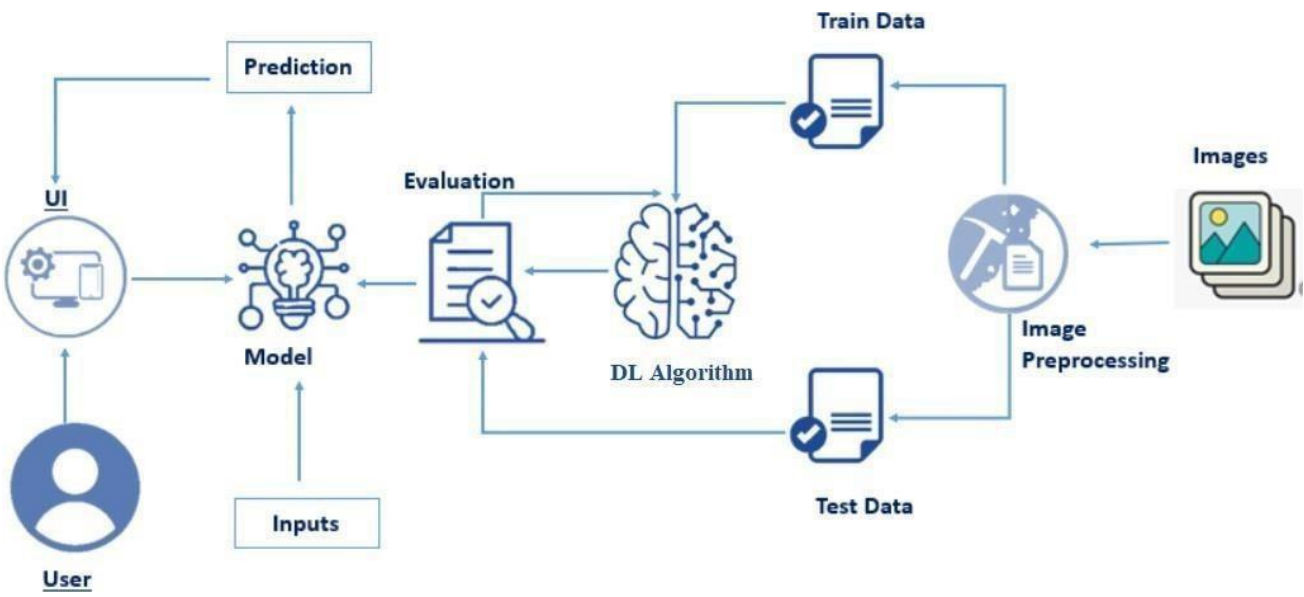 Train Data
Prediction
Images
Evaluation
UI
Image
Preprocessing
Model
DL Algorithm
Test Data
Inputs
User